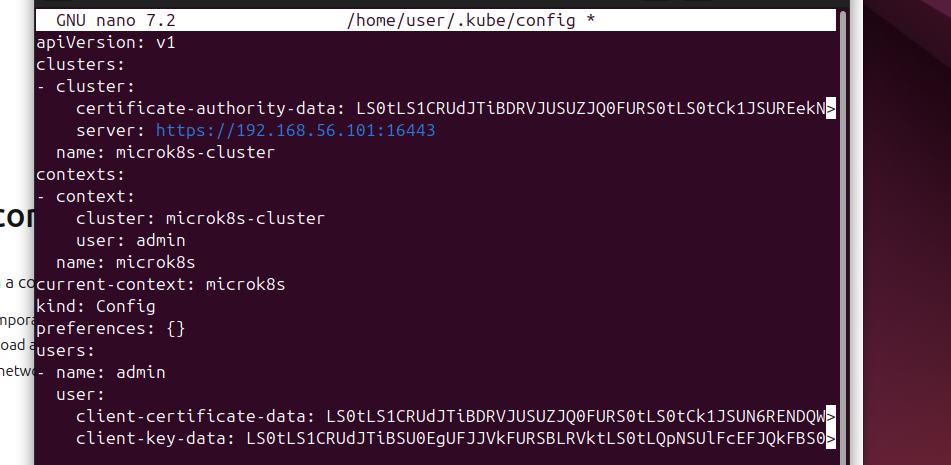 GNU nano 7.2 /home/user/.kube/config *
apiVersion: v1
clusters:
- cluster:
certificate-authority-data: LS0tLS1CRUdJTiBDRVJUSUZJQ0FURS0tLS0tCk1JSUREekN>
server: https://192.168.56.101:16443
name: microk8s-cluster
contexts:
- context:
cluster: microk8s-cluster
user: admin
name: microk8s
current-context: microk8s
kind: Config
preferences: {}
users:
- name: admin
user:
client-certificate-data: LS0tLS1CRUdJTiBDRVJUSUZJQ0FURS0tLS0tCk1JSUN6RENDQW>
client-key-data: LS0tLS1CRUdJTiBSU0EgUFJJVkFURSBLRVktLS0tLQpNSUlFcEFJQkFBS0>